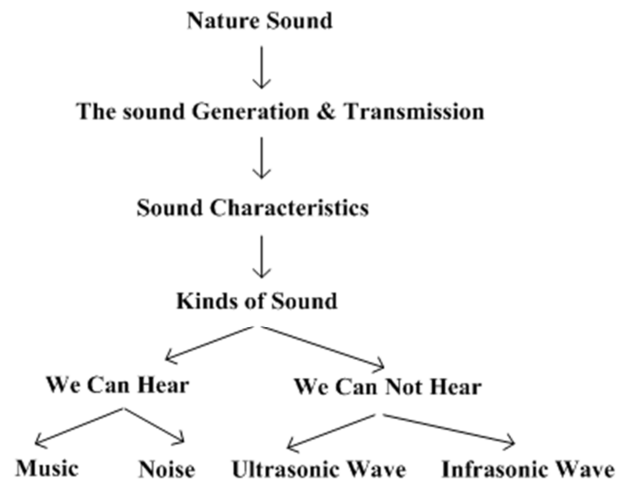 Nature Sound
The sound Generation & Transmission
Sound Characteristics
Kinds of Sound
We Can Hear
We Can Not Hear
Music
Noise
Ultrasonic Wave
Infrasonic Wave